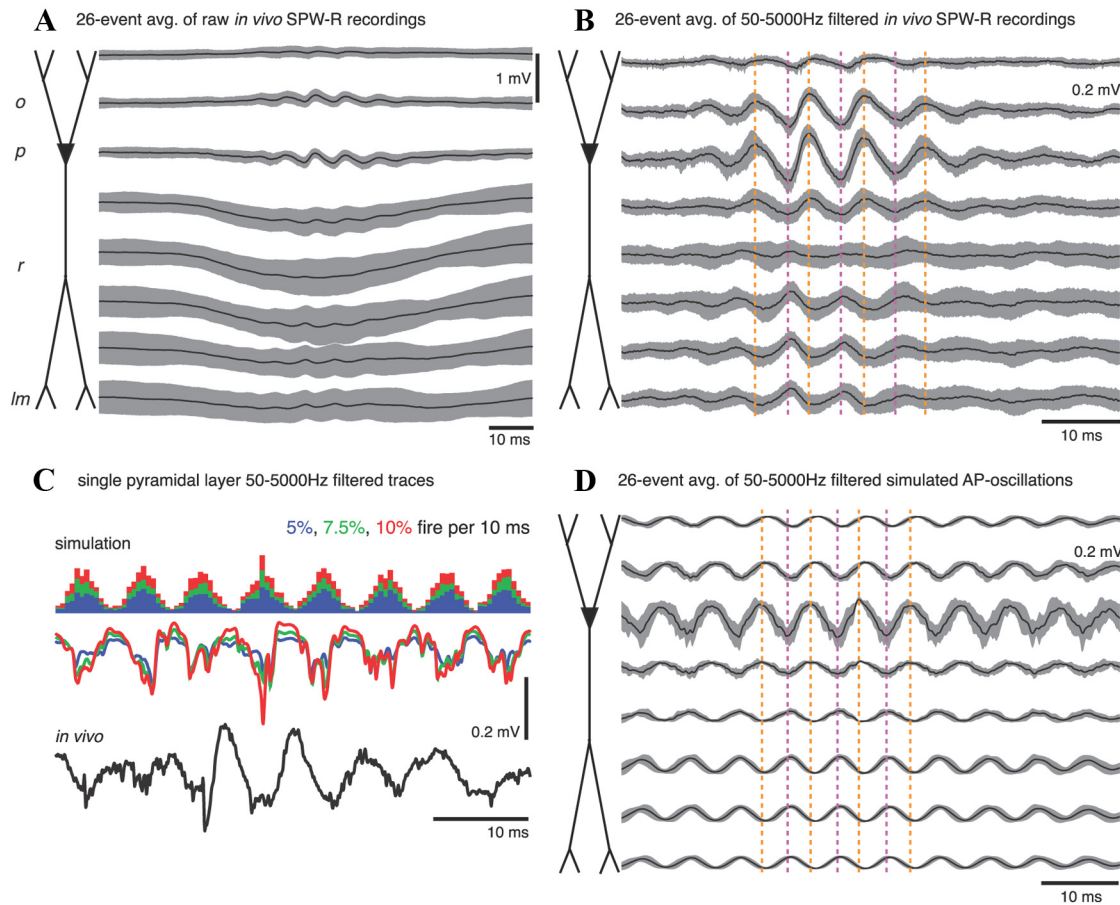 A 26-event avg. of raw in vivo SPW-R recordings
1 mV
o
p
r
lm
10 ms
B 26-event avg. of 50-5000Hz filtered in vivo SPW-R recordings
0.2 mV
10 ms
C single pyramidal layer 50-5000Hz filtered traces
5%, 7.5%, 10% fire per 10 ms
simulation
0.2 mV
in vivo
10 ms
D 26-event avg. of 50-5000Hz filtered simulated AP-oscillations
0.2 mV
10 ms